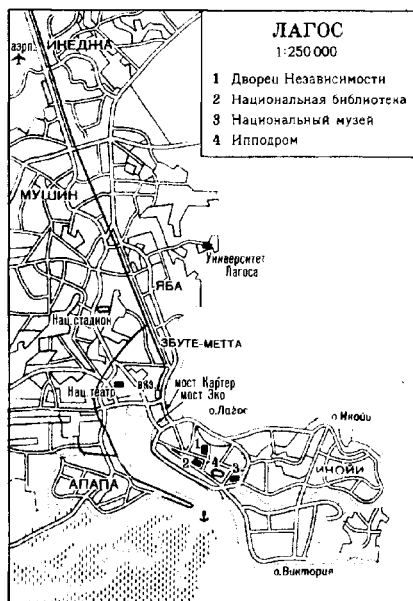 ЛАГОС
1:250 000
1 Дворец Независимости
2 Национальная библиотека
3 Национальный музей
4 Ипподром
ИКЕДЖА
аэрп.
МУШИН
Университет
Лагоса
ЯБА
Нац. стадион
ЭБУТЕ-МЕТТА
Нац. театр
вкз.
мост Картер
мост Эко
о.Лагос
о.Икойи
1
2
4
3
ИКОЙИ
АПАПА
о.Виктория